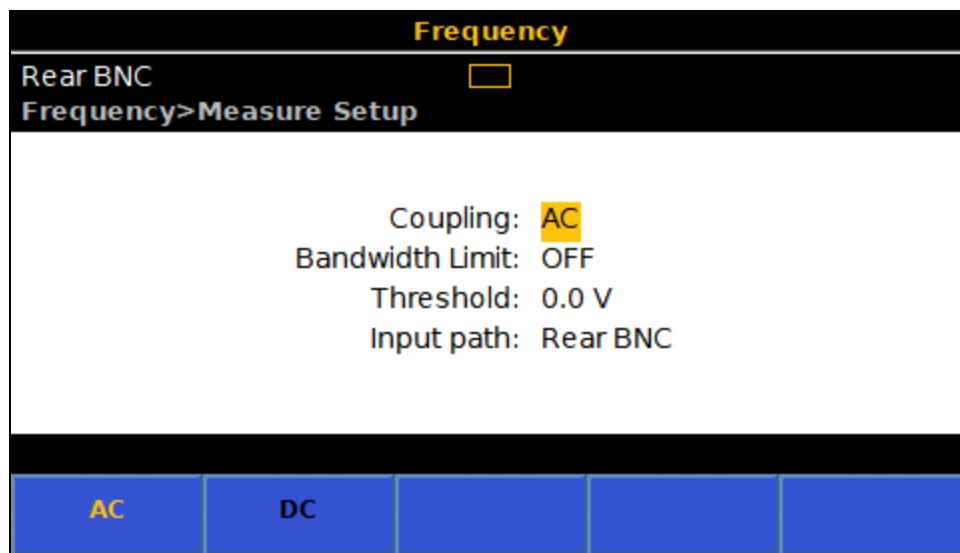 Frequency
Rear BNC
Frequency>Measure Setup
Coupling: AC
Bandwidth Limit: OFF
Threshold: 0.0 V
Input path: Rear BNC
AC DC